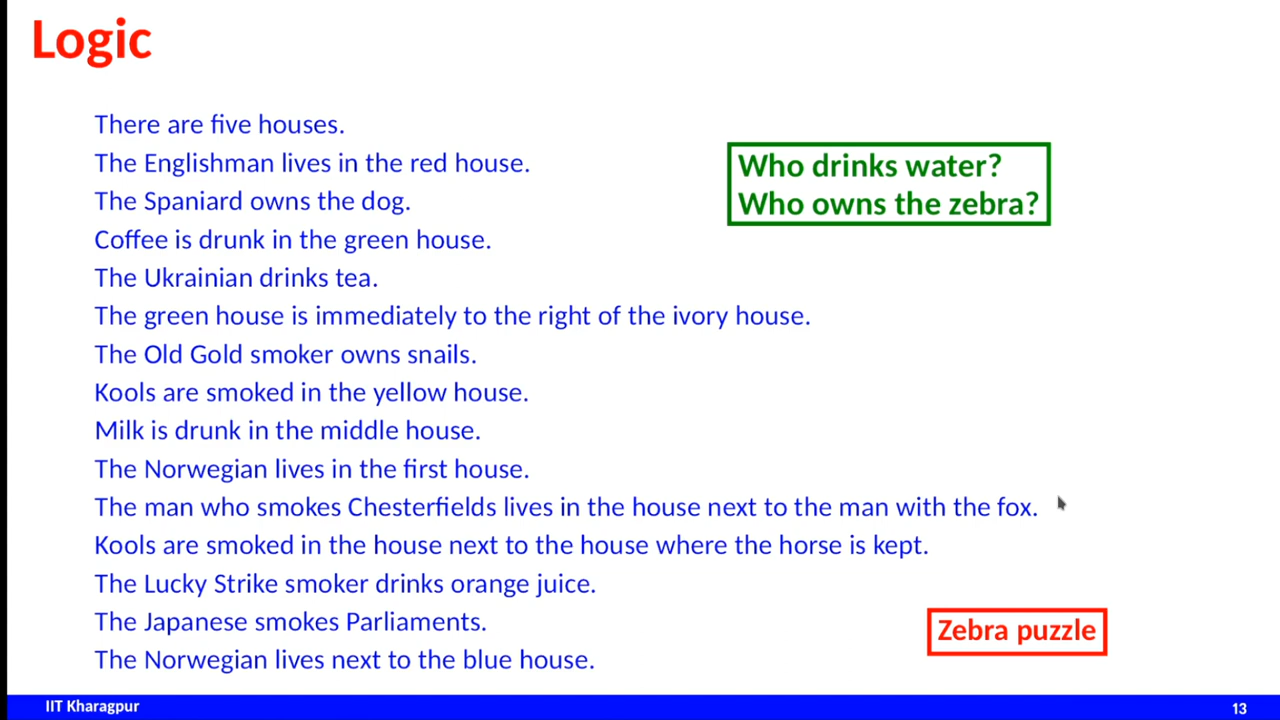 Logic
There are five houses.
The Englishman lives in the red house.
The Spaniard owns the dog.
Coffee is drunk in the green house.
The Ukrainian drinks tea.
The green house is immediately to the right of the ivory house.
The Old Gold smoker owns snails.
Kools are smoked in the yellow house.
Milk is drunk in the middle house.
The Norwegian lives in the first house.
The man who smokes Chesterfields lives in the house next to the man with the fox.
Kools are smoked in the house next to the house where the horse is kept.
The Lucky Strike smoker drinks orange juice.
The Japanese smokes Parliaments.
The Norwegian lives next to the blue house.
Who drinks water?
Who owns the zebra?
Zebra puzzle
IIT Kharagpur
13